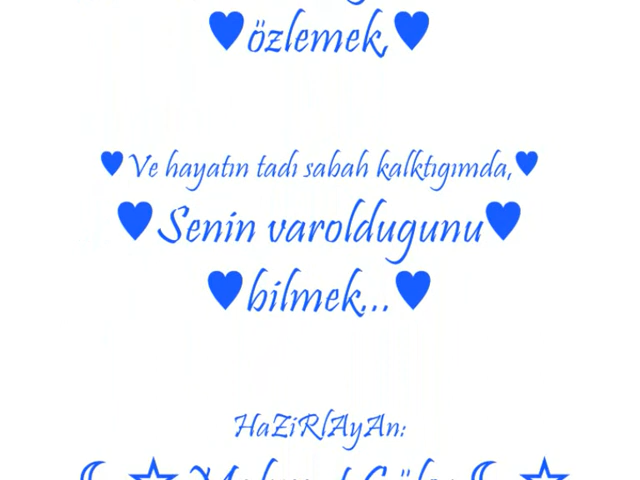 ♥özlemek,♥
♥Ve hayatın tadı sabah kalktıgımda,♥
♥Senin varoldugunu♥
♥bilmek...♥
HaZiRlAyAn: